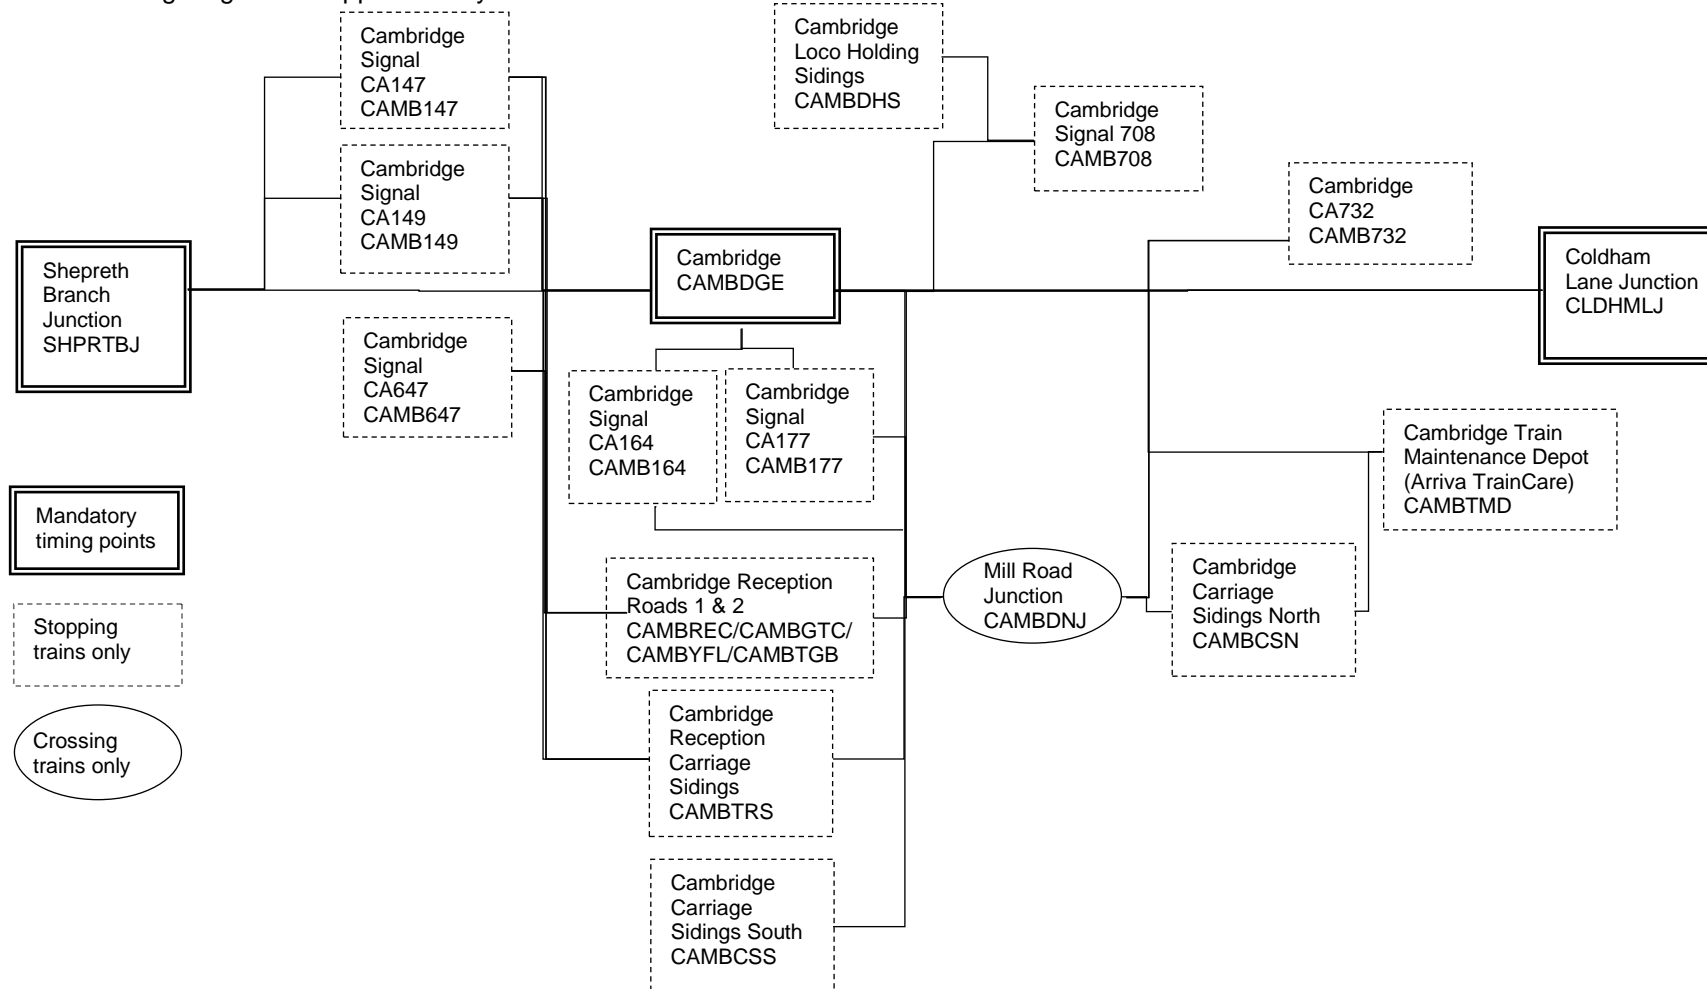 Cambridge
Signal
CA147
CAMB147
Cambridge
Loco Holding
Sidings
CAMBDHS
Cambridge
Signal 708
CAMB708
Cambridge
Signal
CA149
CAMB149
Cambridge
CA732
CAMB732
Shepreth
Branch
Junction
SHPRTBJ
Cambridge
CAMBDGE
Coldham
Lane Junction
CLDHMLJ
Cambridge
Signal
CA647
CAMB647
Cambridge
Signal
CA164
CAMB164
Cambridge
Signal
CA177
CAMB177
Cambridge Train
Maintenance Depot
(Arriva TrainCare)
CAMBTMD
Mandatory
timing points
Cambridge Reception
Roads 1 & 2
CAMBREC/CAMBGTC/
CAMBYFL/CAMBTGB
Mill Road
Junction
CAMBDNJ
Cambridge
Carriage
Sidings North
CAMBCSN
Stopping
trains only
Cambridge
Reception
Carriage
Sidings
CAMBTRS
Crossing
trains only
Cambridge
Carriage
Sidings South
CAMBCSS